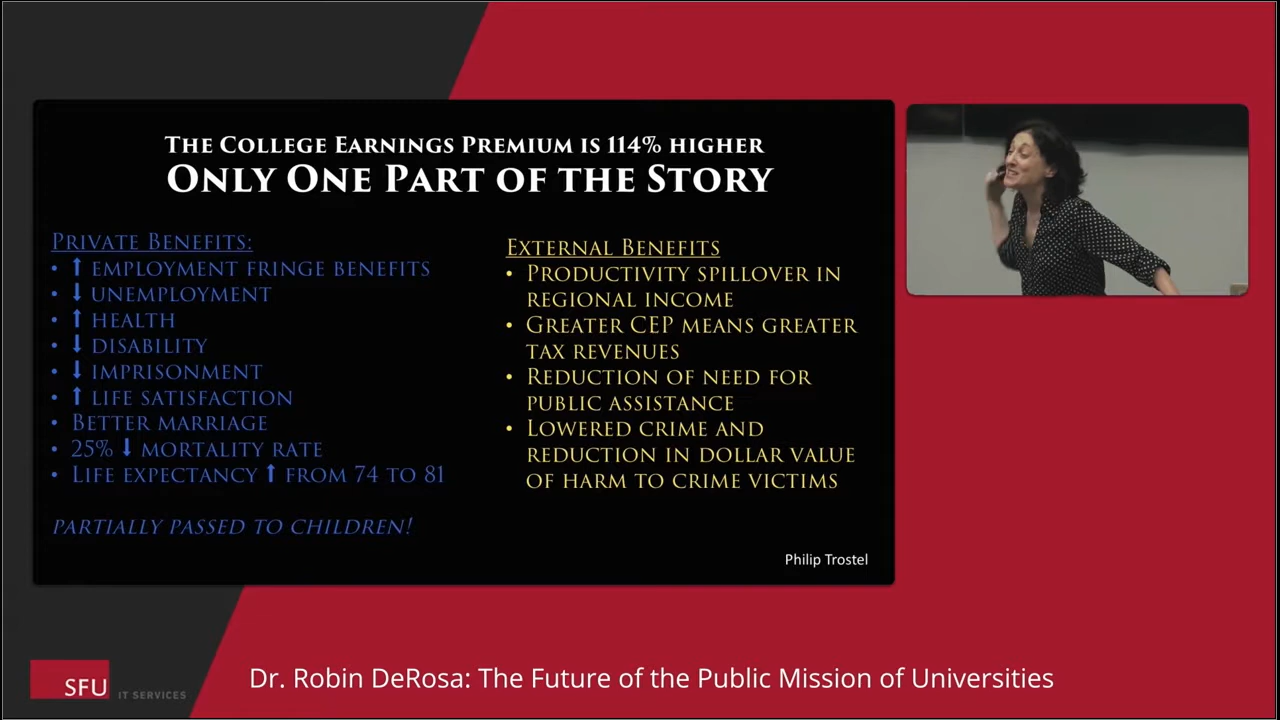 THE COLLEGE EARNINGS PREMIUM IS 114% HIGHER
ONLY ONE PART OF THE STORY
PRIVATE BENEFITS:
• ⬆ EMPLOYMENT FRINGE BENEFITS
• ⬇ UNEMPLOYMENT
• ⬆ HEALTH
• ⬇ DISABILITY
• ⬇ IMPRISONMENT
• ⬆ LIFE SATISFACTION
• BETTER MARRIAGE
• 25% ⬇ MORTALITY RATE
• LIFE EXPECTANCY ⬆ FROM 74 TO 81
PARTIALLY PASSED TO CHILDREN!
EXTERNAL BENEFITS
• PRODUCTIVITY SPILLOVER IN
REGIONAL INCOME
• GREATER CEP MEANS GREATER
TAX REVENUES
• REDUCTION OF NEED FOR
PUBLIC ASSISTANCE
• LOWERED CRIME AND
REDUCTION IN DOLLAR VALUE
OF HARM TO CRIME VICTIMS
Philip Trostel
SFU IT SERVICES
Dr. Robin DeRosa: The Future of the Public Mission of Universities